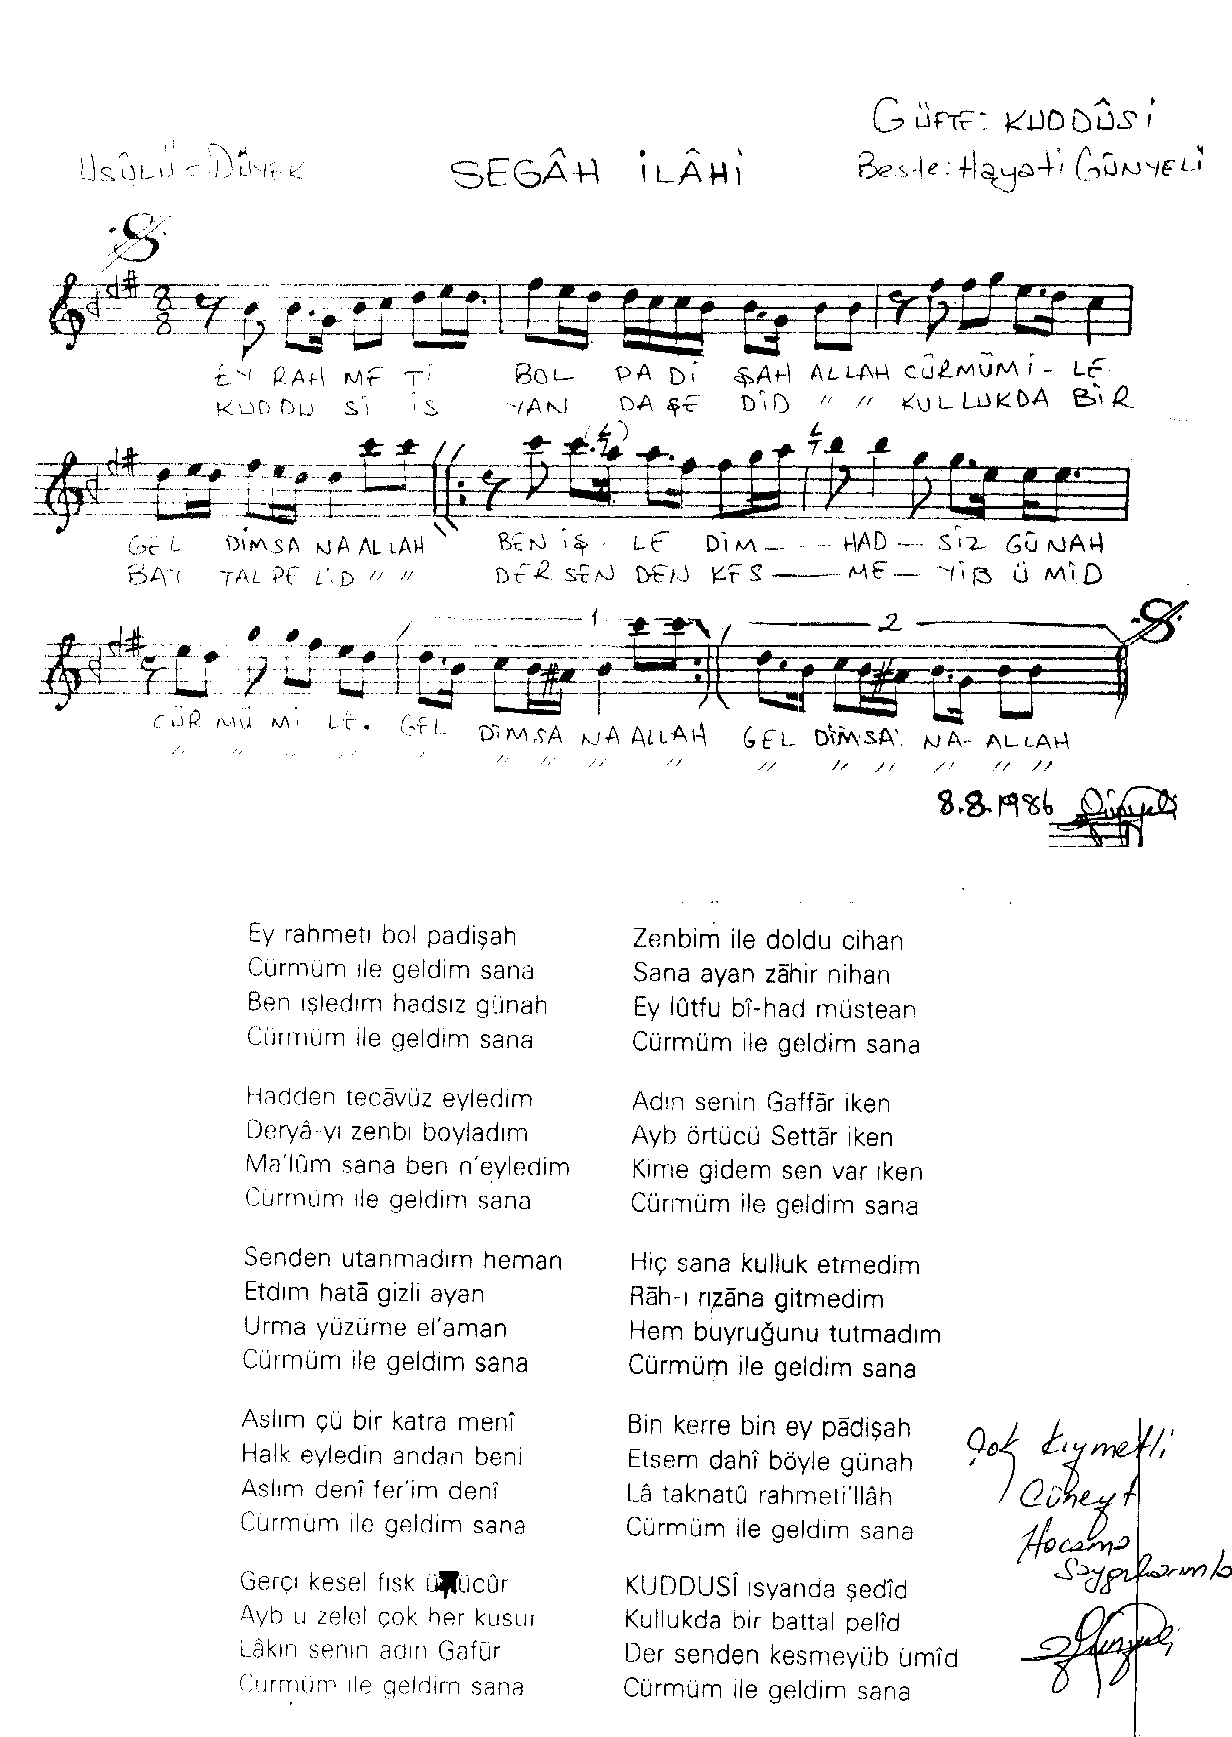 GÜFTE: KUDDÛSİ
USÛLÜ = DÜYEK
SEGÂH İLÂHİ
Beste: Hayati GÜNYELİ
8 8
EY RAH ME Tİ BOL PA Dİ ŞAH ALLAH CÜRMÜM İ - LE
KUDDU Sİ İS YAN DA ŞE DİD " " KULLUKDA BİR
GEL DİMSA NA ALLAH BEN İŞ - LE DİM - - - HAD - SİZ GÜNAH
BAT TAL PE LİD " " DER SEN DEN KES - ME - YİB Ü MİD
1 2
CÜR MÜ Mİ LE. GEL DİMSA NA ALLAH GEL DİMSA NA- ALLAH
" " " " " " " " " " " " " "
8.8.1986
Ey rahmeti bol padişah
Cürmüm ile geldim sana
Ben işledim hadsız günah
Cürmüm ile geldim sana
Hadden tecāvüz eyledim
Deryâ-yı zenbı boyladım
Ma'lûm sana ben n'eyledim
Cürmüm ile geldim sana
Senden utanmadım heman
Etdım hatā gizli ayan
Urma yüzüme el'aman
Cürmüm ile geldim sana
Aslım çü bir katra menî
Halk eyledin andan beni
Aslım denî fer'im denî
Cürmüm ile geldim sana
Gerçi kesel fısk ücûr
Ayb u zelel çok her kusur
Lâkin senin adın Gafûr
Cürmüm ile geldim sana
Zenbim ile doldu cihan
Sana ayan zāhir nihan
Ey lûtfu bî-had müstean
Cürmüm ile geldim sana
Adın senin Gaffār iken
Ayb örtücü Settār iken
Kime gidem sen var iken
Cürmüm ile geldim sana
Hiç sana kulluk etmedim
Rāh-ı rızāna gitmedim
Hem buyruğunu tutmadım
Cürmüm ile geldim sana
Bin kerre bin ey pādişah
Etsem dahî böyle günah
Lâ taknatû rahmeti'llâh
Cürmüm ile geldim sana
KUDDUSÎ ısyanda şedîd
Kullukda bir battal pelîd
Der senden kesmeyüb ümîd
Cürmüm ile geldim sana
Çok kıymetli
Cüneyt
Hocama
Saygılarımla